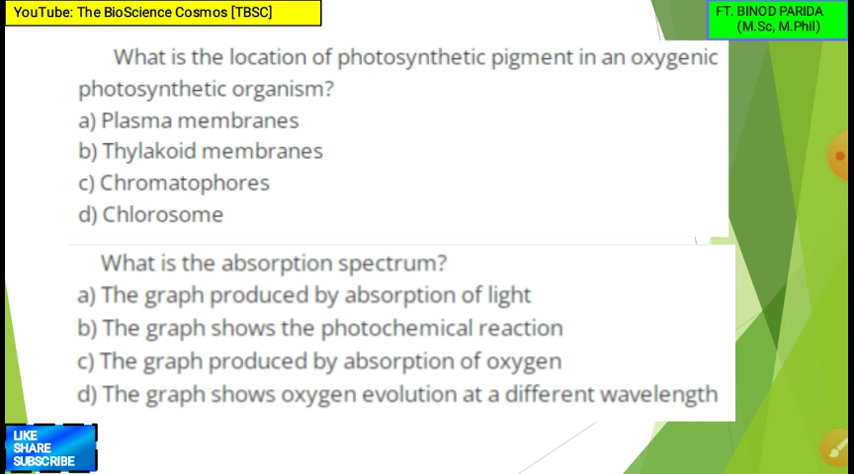 YouTube: The BioScience Cosmos [TBSC]
FT. BINOD PARIDA
(M.Sc, M.Phil)
What is the location of photosynthetic pigment in an oxygenic
photosynthetic organism?
a) Plasma membranes
b) Thylakoid membranes
c) Chromatophores
d) Chlorosome
What is the absorption spectrum?
a) The graph produced by absorption of light
b) The graph shows the photochemical reaction
c) The graph produced by absorption of oxygen
d) The graph shows oxygen evolution at a different wavelength
LIKE
SHARE
SUBSCRIBE